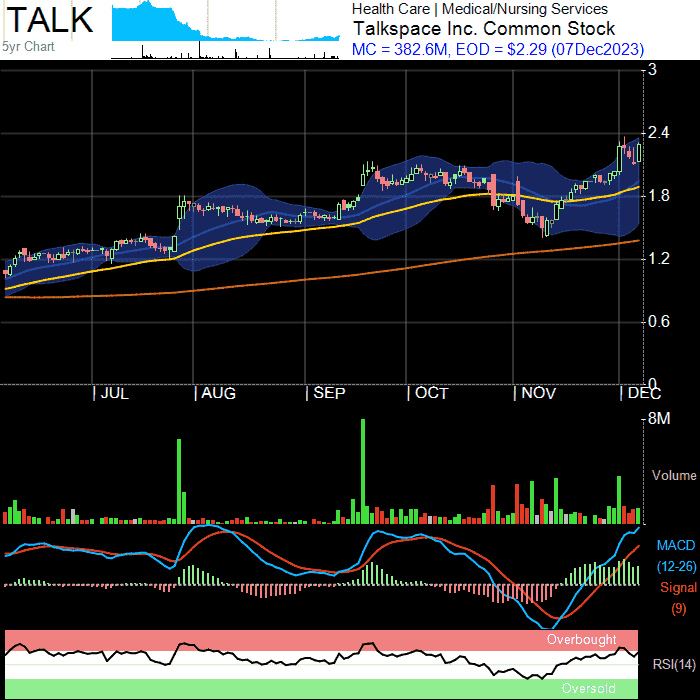 TALK
5yr Chart
Health Care | Medical/Nursing Services
Talkspace Inc. Common Stock
MC = 382.6M, EOD = $2.29 (07Dec2023)
3
2.4
1.8
1.2
0.6
0
JUL AUG SEP OCT NOV DEC
8M
Volume
MACD
(12-26)
Signal
(9)
Overbought
RSI(14)
Oversold